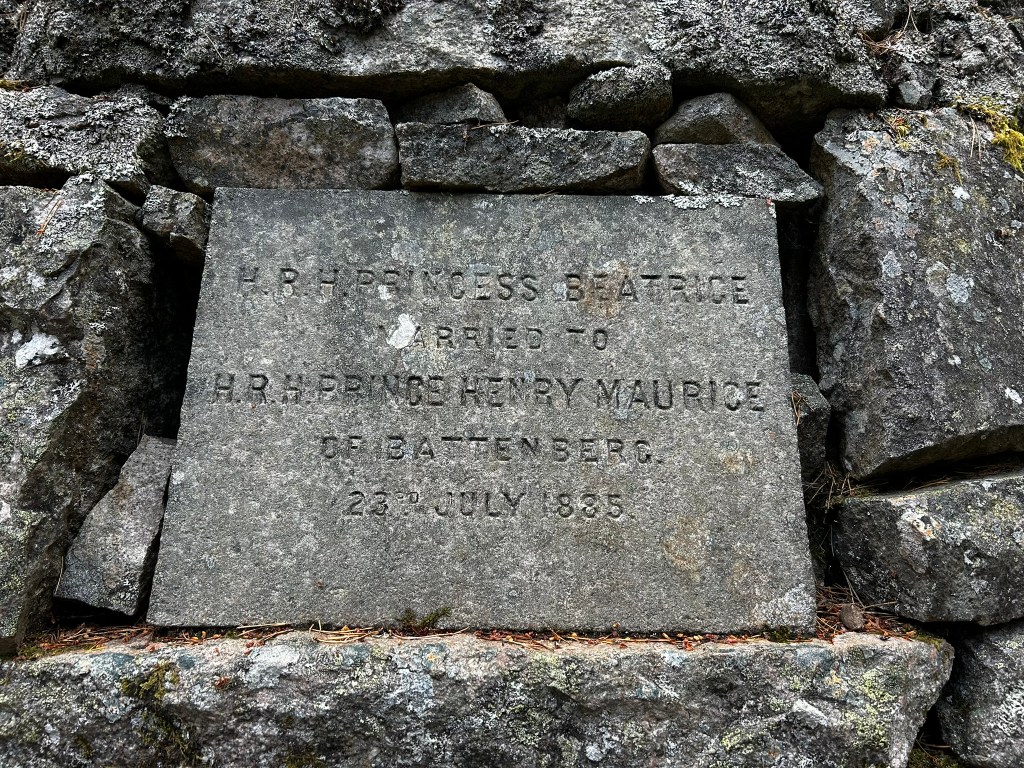 H.R.H. PRINCESS BEATRICE
MARRIED TO
H.R.H. PRINCE HENRY MAURICE
OF BATTENBERG.
23RD JULY 1885.